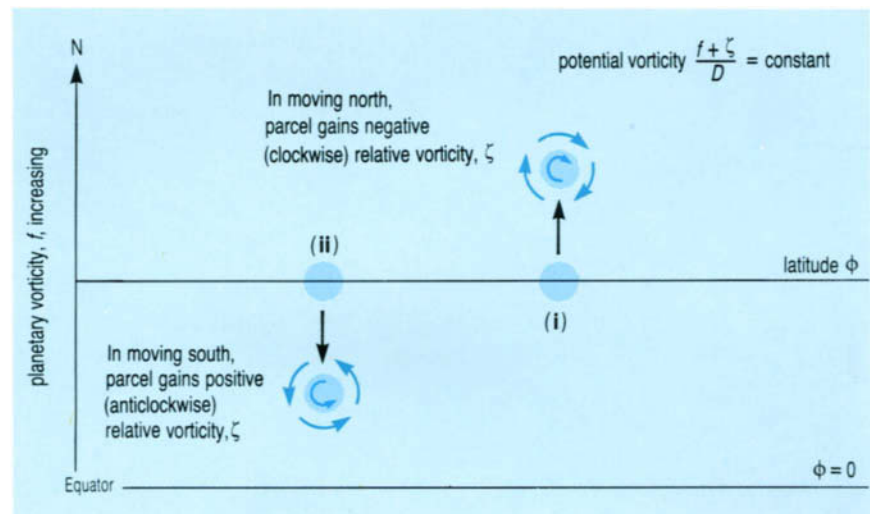 N
potential vorticity f + ζ / D = constant
In moving north,
parcel gains negative
(clockwise) relative vorticity, ζ
planetary vorticity, f, increasing
(ii)
latitude ϕ
(i)
In moving south,
parcel gains positive
(anticlockwise)
relative vorticity, ζ
ϕ = 0
Equator